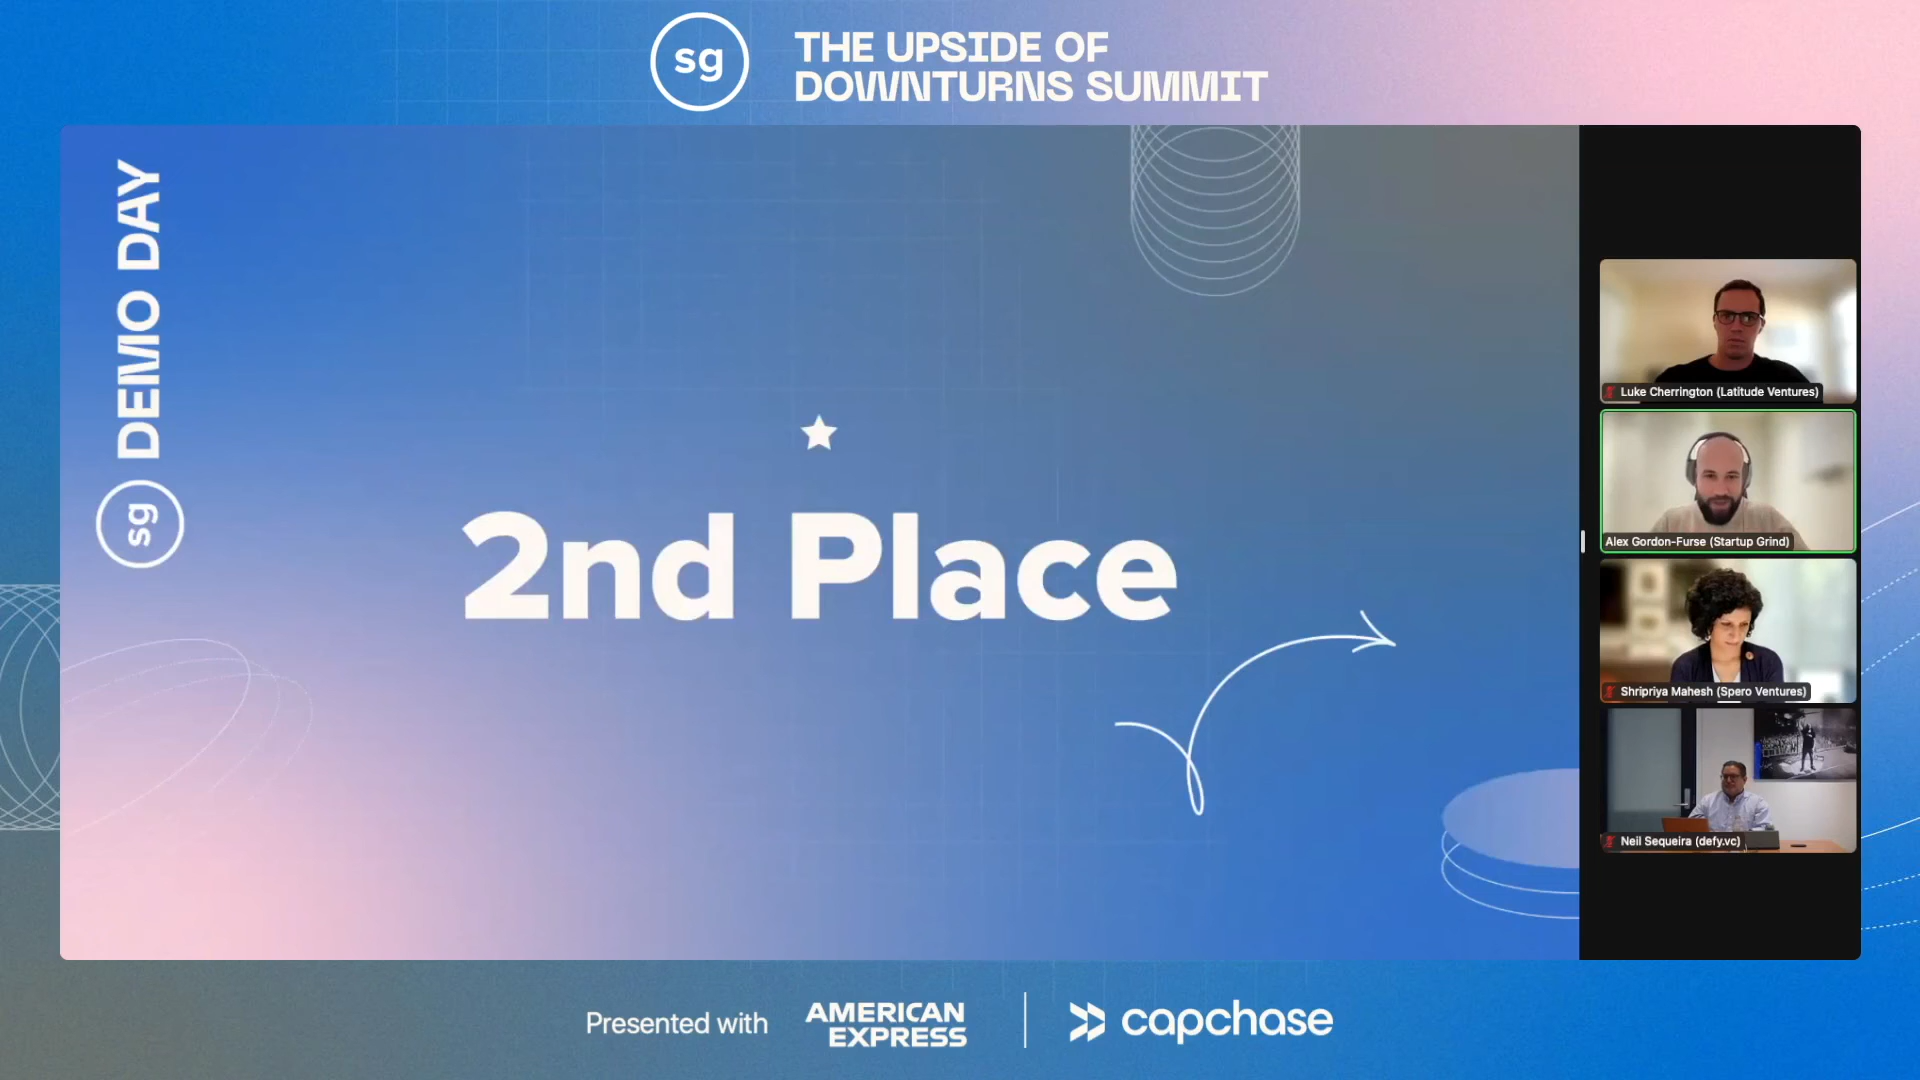 sg
THE UPSIDE OF
DOWNTURNS SUMMIT
sg DEMO DAY
2nd Place
Luke Cherrington (Latitude Ventures)
Alex Gordon-Furse (Startup Grind)
Shripriya Mahesh (Spero Ventures)
Neil Sequeira (defy.vc)
Presented with
AMERICAN
EXPRESS
capchase